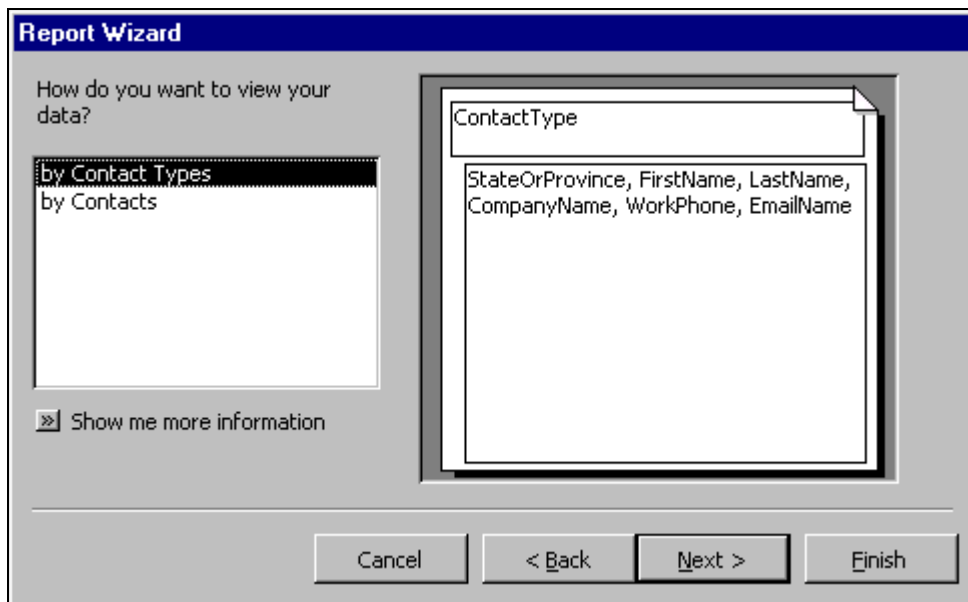 Report Wizard
How do you want to view your
data?
by Contact Types
by Contacts
Show me more information
ContactType
StateOrProvince, FirstName, LastName,
CompanyName, WorkPhone, EmailName
Cancel
< Back
Next >
Finish